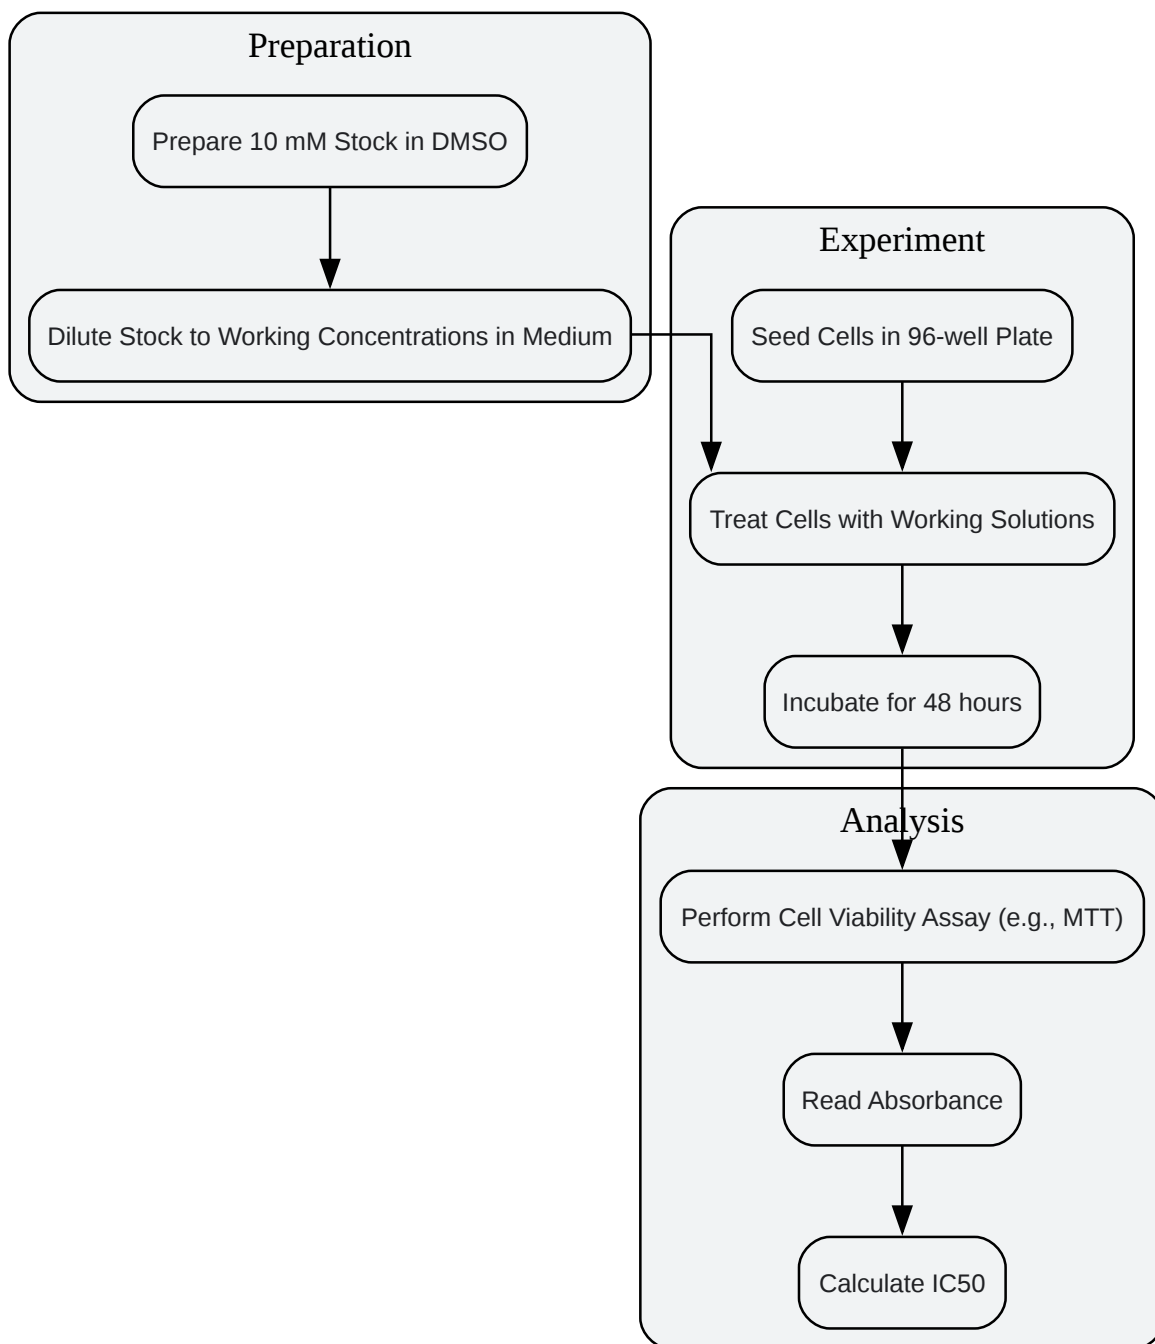 Preparation
Prepare 10 mM Stock in DMSO
Dilute Stock to Working Concentrations in Medium
Experiment
Seed Cells in 96-well Plate
Treat Cells with Working Solutions
Incubate for 48 hours
Analysis
Perform Cell Viability Assay (e.g., MTT)
Read Absorbance
Calculate IC50